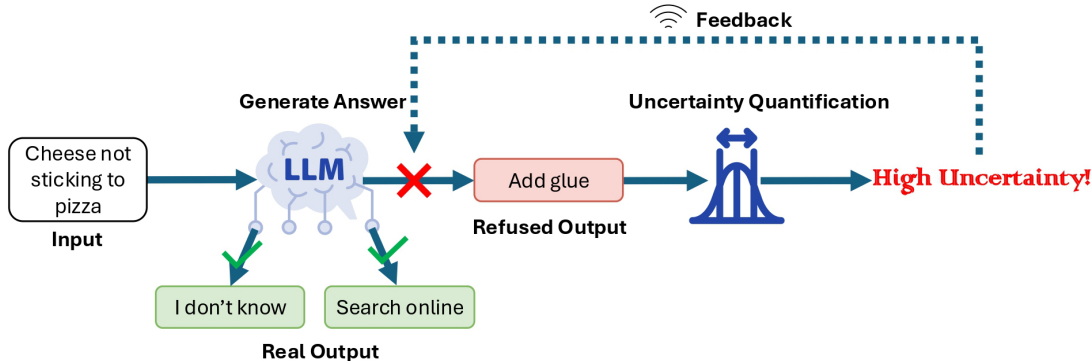 Feedback
Generate Answer
Uncertainty Quantification
Cheese not
sticking to
pizza
LLM
Add glue
High Uncertainty!
Input
Refused Output
I don’t know
Search online
Real Output